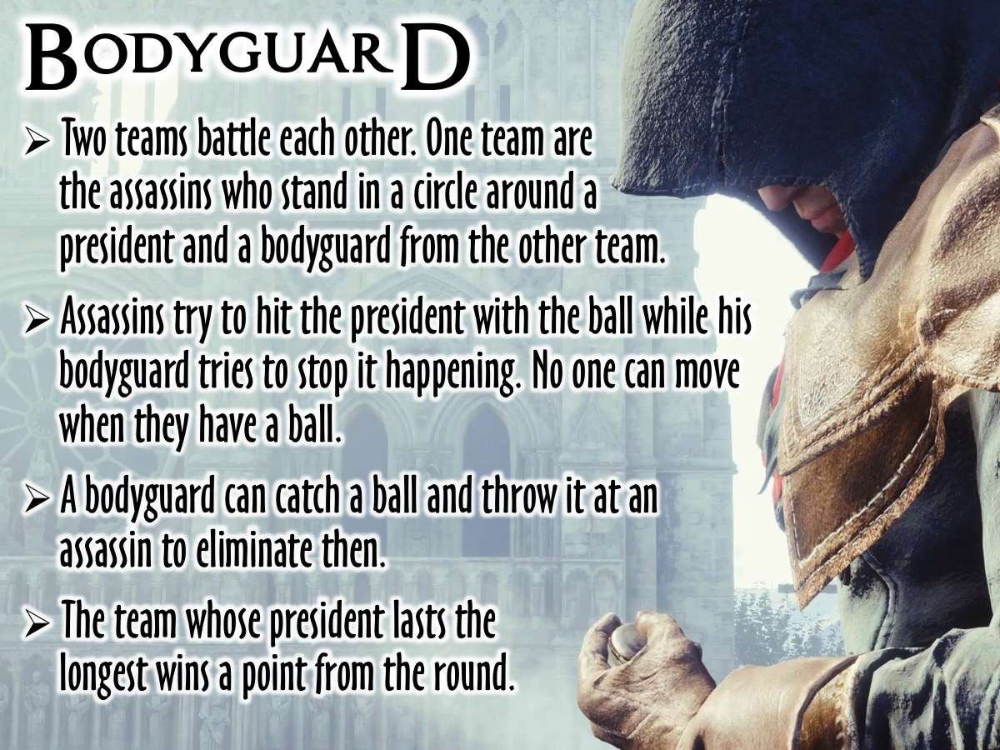 BODYGUARD
➢ Two teams battle each other. One team are
the assassins who stand in a circle around a
president and a bodyguard from the other team.
➢ Assassins try to hit the president with the ball while his
bodyguard tries to stop it happening. No one can move
when they have a ball.
➢ A bodyguard can catch a ball and throw it at an
assassin to eliminate then.
➢ The team whose president lasts the
longest wins a point from the round.